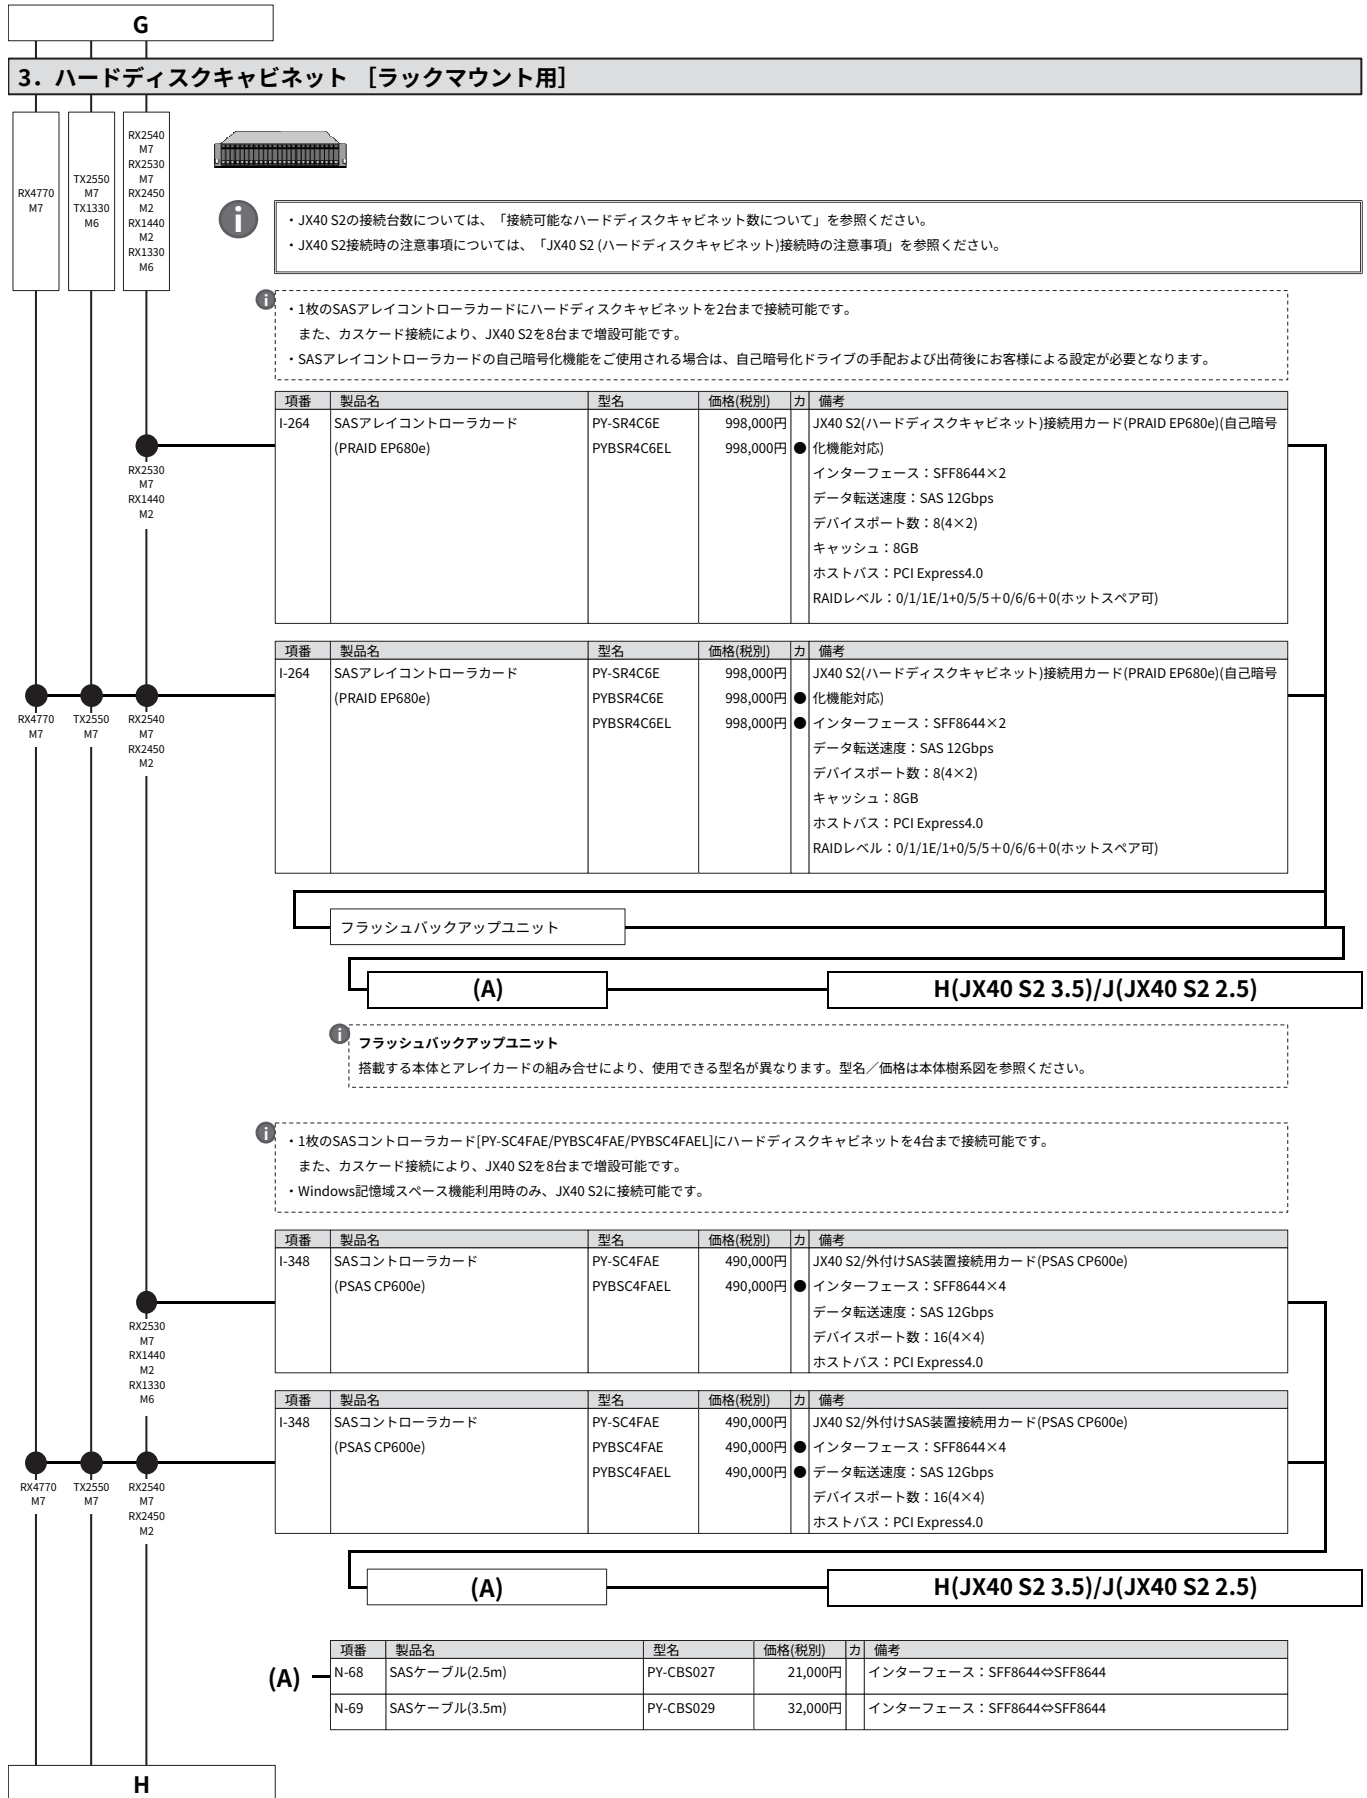 G
3．ハードディスクキャビネット ［ラックマウント用］
RX4770
M7
TX2550
M7
TX1330
M6
RX2540
M7
RX2530
M7
RX2450
M2
RX1440
M2
RX1330
M6
・JX40 S2の接続台数については、「接続可能なハードディスクキャビネット数について」を参照ください。
・JX40 S2接続時の注意事項については、「JX40 S2 (ハードディスクキャビネット)接続時の注意事項」を参照ください。
・1枚のSASアレイコントローラカードにハードディスクキャビネットを2台まで接続可能です。
また、カスケード接続により、JX40 S2を8台まで増設可能です。
・SASアレイコントローラカードの自己暗号化機能をご使用される場合は、自己暗号化ドライブの手配および出荷後にお客様による設定が必要となります。
項番 製品名 型名 価格(税別) カ 備考
I-264 SASアレイコントローラカード PY-SR4C6E 998,000円 JX40 S2(ハードディスクキャビネット)接続用カード(PRAID EP680e)(自己暗号
(PRAID EP680e) PYBSR4C6EL 998,000円 ● 化機能対応)
インターフェース：SFF8644×2
データ転送速度：SAS 12Gbps
デバイスポート数：8(4×2)
キャッシュ：8GB
ホストバス：PCI Express4.0
RAIDレベル：0/1/1E/1+0/5/5＋0/6/6＋0(ホットスペア可)
RX2530
M7
RX1440
M2
項番 製品名 型名 価格(税別) カ 備考
I-264 SASアレイコントローラカード PY-SR4C6E 998,000円 JX40 S2(ハードディスクキャビネット)接続用カード(PRAID EP680e)(自己暗号
(PRAID EP680e) PYBSR4C6E 998,000円 ● 化機能対応)
PYBSR4C6EL 998,000円 ● インターフェース：SFF8644×2
データ転送速度：SAS 12Gbps
デバイスポート数：8(4×2)
キャッシュ：8GB
ホストバス：PCI Express4.0
RAIDレベル：0/1/1E/1+0/5/5＋0/6/6＋0(ホットスペア可)
RX4770
M7
TX2550
M7
RX2540
M7
RX2450
M2
フラッシュバックアップユニット
(A) H(JX40 S2 3.5)/J(JX40 S2 2.5)
フラッシュバックアップユニット
搭載する本体とアレイカードの組み合せにより、使用できる型名が異なります。型名／価格は本体樹系図を参照ください。
・1枚のSASコントローラカード[PY-SC4FAE/PYBSC4FAE/PYBSC4FAEL]にハードディスクキャビネットを4台まで接続可能です。
また、カスケード接続により、JX40 S2を8台まで増設可能です。
・Windows記憶域スペース機能利用時のみ、JX40 S2に接続可能です。
項番 製品名 型名 価格(税別) カ 備考
I-348 SASコントローラカード PY-SC4FAE 490,000円 JX40 S2/外付けSAS装置接続用カード(PSAS CP600e)
(PSAS CP600e) PYBSC4FAEL 490,000円 ● インターフェース：SFF8644×4
データ転送速度：SAS 12Gbps
デバイスポート数：16(4×4)
ホストバス：PCI Express4.0
RX2530
M7
RX1440
M2
RX1330
M6
項番 製品名 型名 価格(税別) カ 備考
I-348 SASコントローラカード PY-SC4FAE 490,000円 JX40 S2/外付けSAS装置接続用カード(PSAS CP600e)
(PSAS CP600e) PYBSC4FAE 490,000円 ● インターフェース：SFF8644×4
PYBSC4FAEL 490,000円 ● データ転送速度：SAS 12Gbps
デバイスポート数：16(4×4)
ホストバス：PCI Express4.0
RX4770
M7
TX2550
M7
RX2540
M7
RX2450
M2
(A) H(JX40 S2 3.5)/J(JX40 S2 2.5)
(A)
項番 製品名 型名 価格(税別) カ 備考
N-68 SASケーブル(2.5m) PY-CBS027 21,000円 インターフェース：SFF8644⇔SFF8644
N-69 SASケーブル(3.5m) PY-CBS029 32,000円 インターフェース：SFF8644⇔SFF8644
H